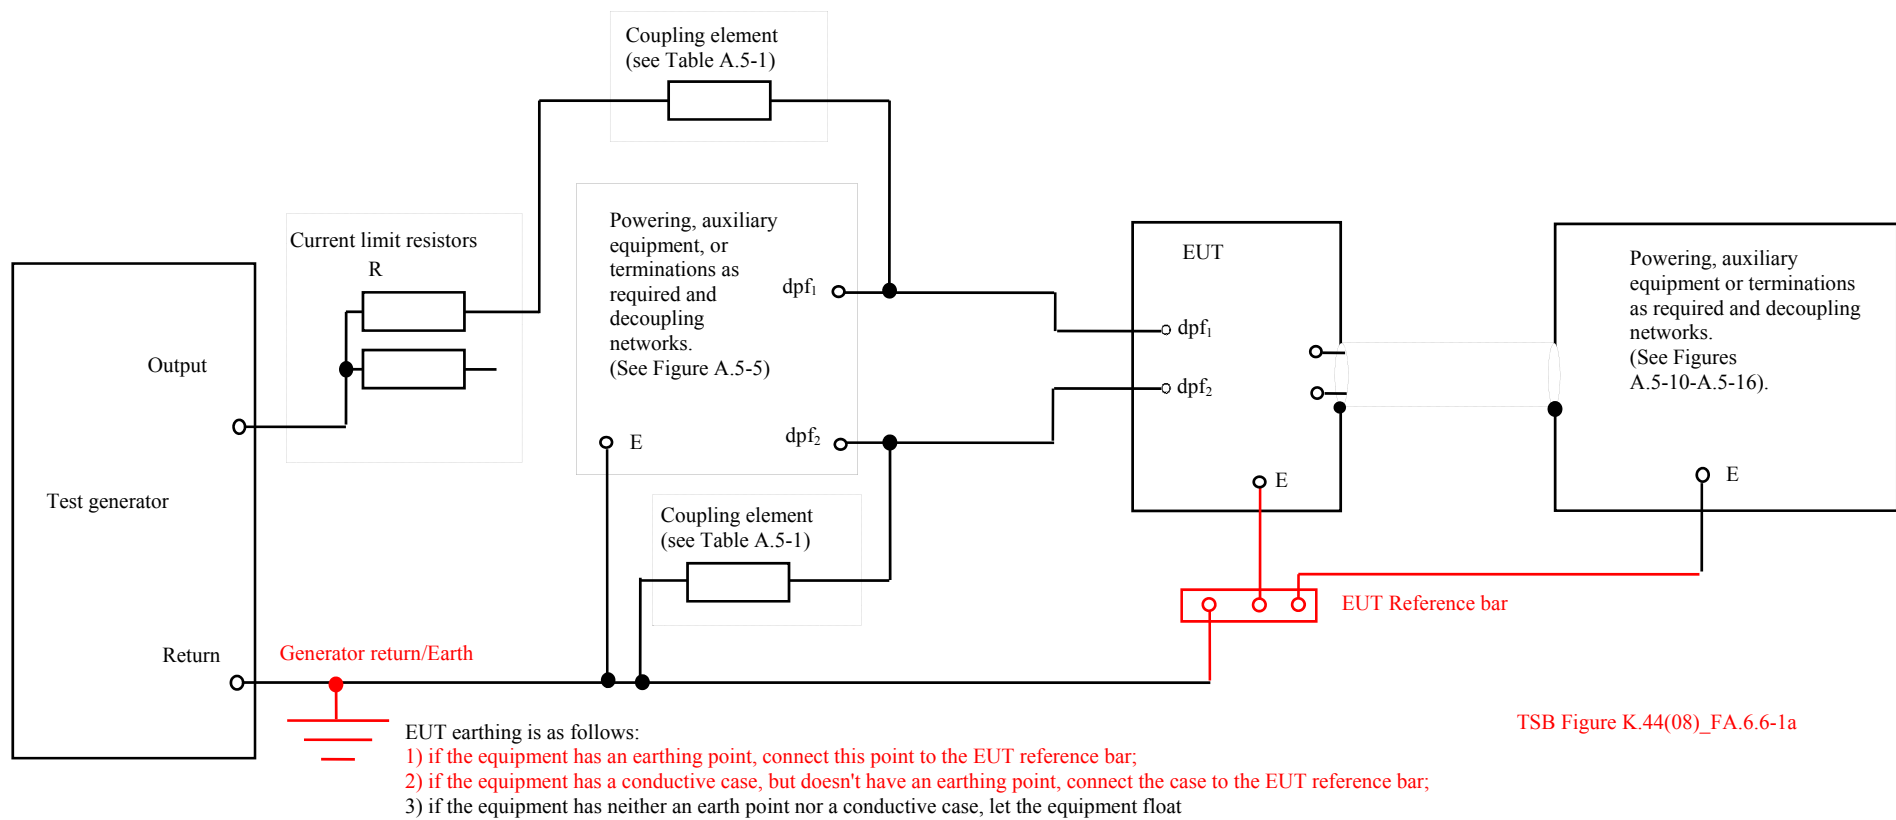 Coupling element
(see Table A.5-1)
Current limit resistors
R
Powering, auxiliary
equipment, or
terminations as
required and
decoupling
networks.
(See Figure A.5-5)
dpf₁
dpf₂
E
Output
Test generator
Return
Coupling element
(see Table A.5-1)
EUT
dpf₁
dpf₂
E
Powering, auxiliary
equipment or terminations
as required and decoupling
networks.
(See Figures
A.5-10-A.5-16).
E
EUT Reference bar
Generator return/Earth
TSB Figure K.44(08)_FA.6.6-1a
EUT earthing is as follows:
1) if the equipment has an earthing point, connect this point to the EUT reference bar;
2) if the equipment has a conductive case, but doesn't have an earthing point, connect the case to the EUT reference bar;
3) if the equipment has neither an earth point nor a conductive case, let the equipment float